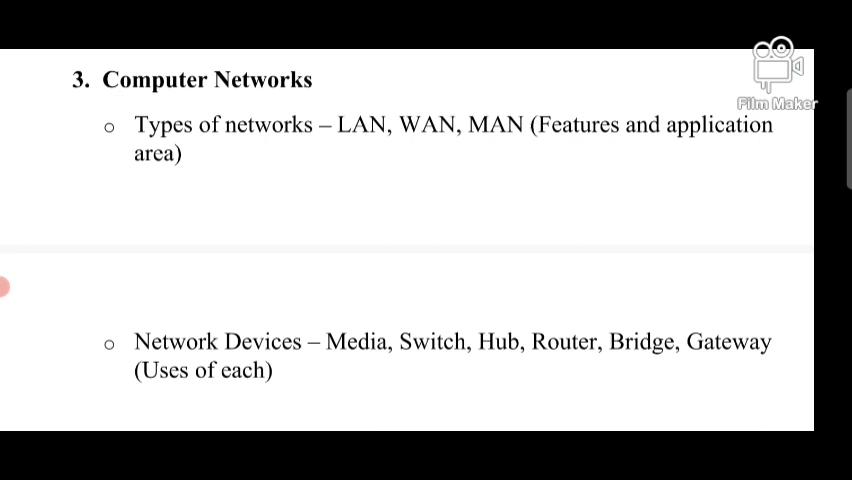 3. Computer Networks
Film Maker
o Types of networks – LAN, WAN, MAN (Features and application
area)
o Network Devices – Media, Switch, Hub, Router, Bridge, Gateway
(Uses of each)